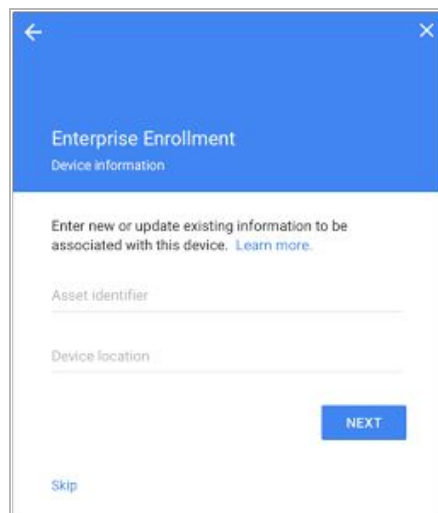 Enterprise Enrollment
Device information
Enter new or update existing information to be
associated with this device. Learn more.
Asset identifier
Device location
NEXT
Skip